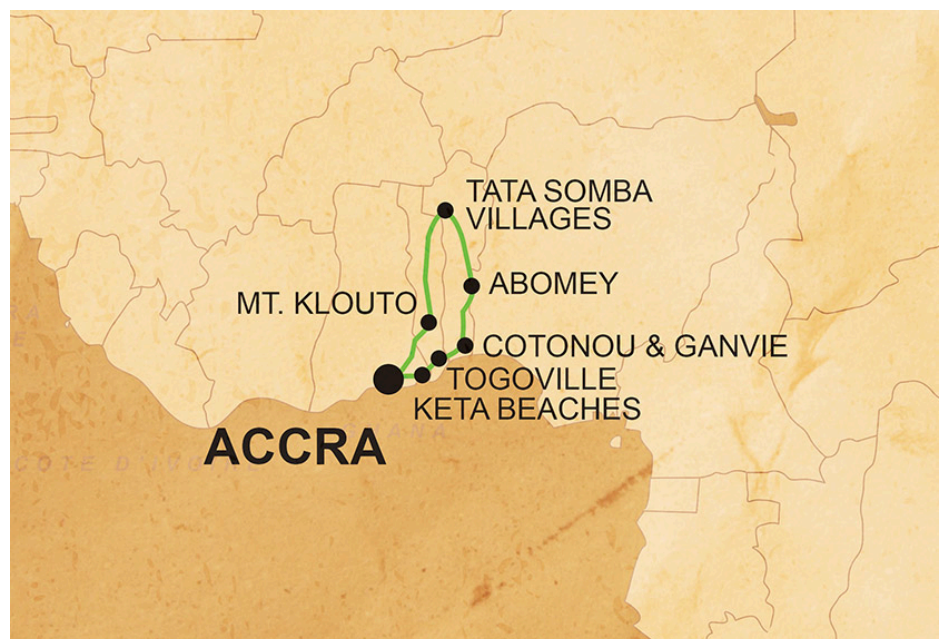 TATA SOMBA
VILLAGES
ABOMEY
MT. KLOUTO
COTONOU & GANVIE
TOGOVILLE
KETA BEACHES
ACCRA